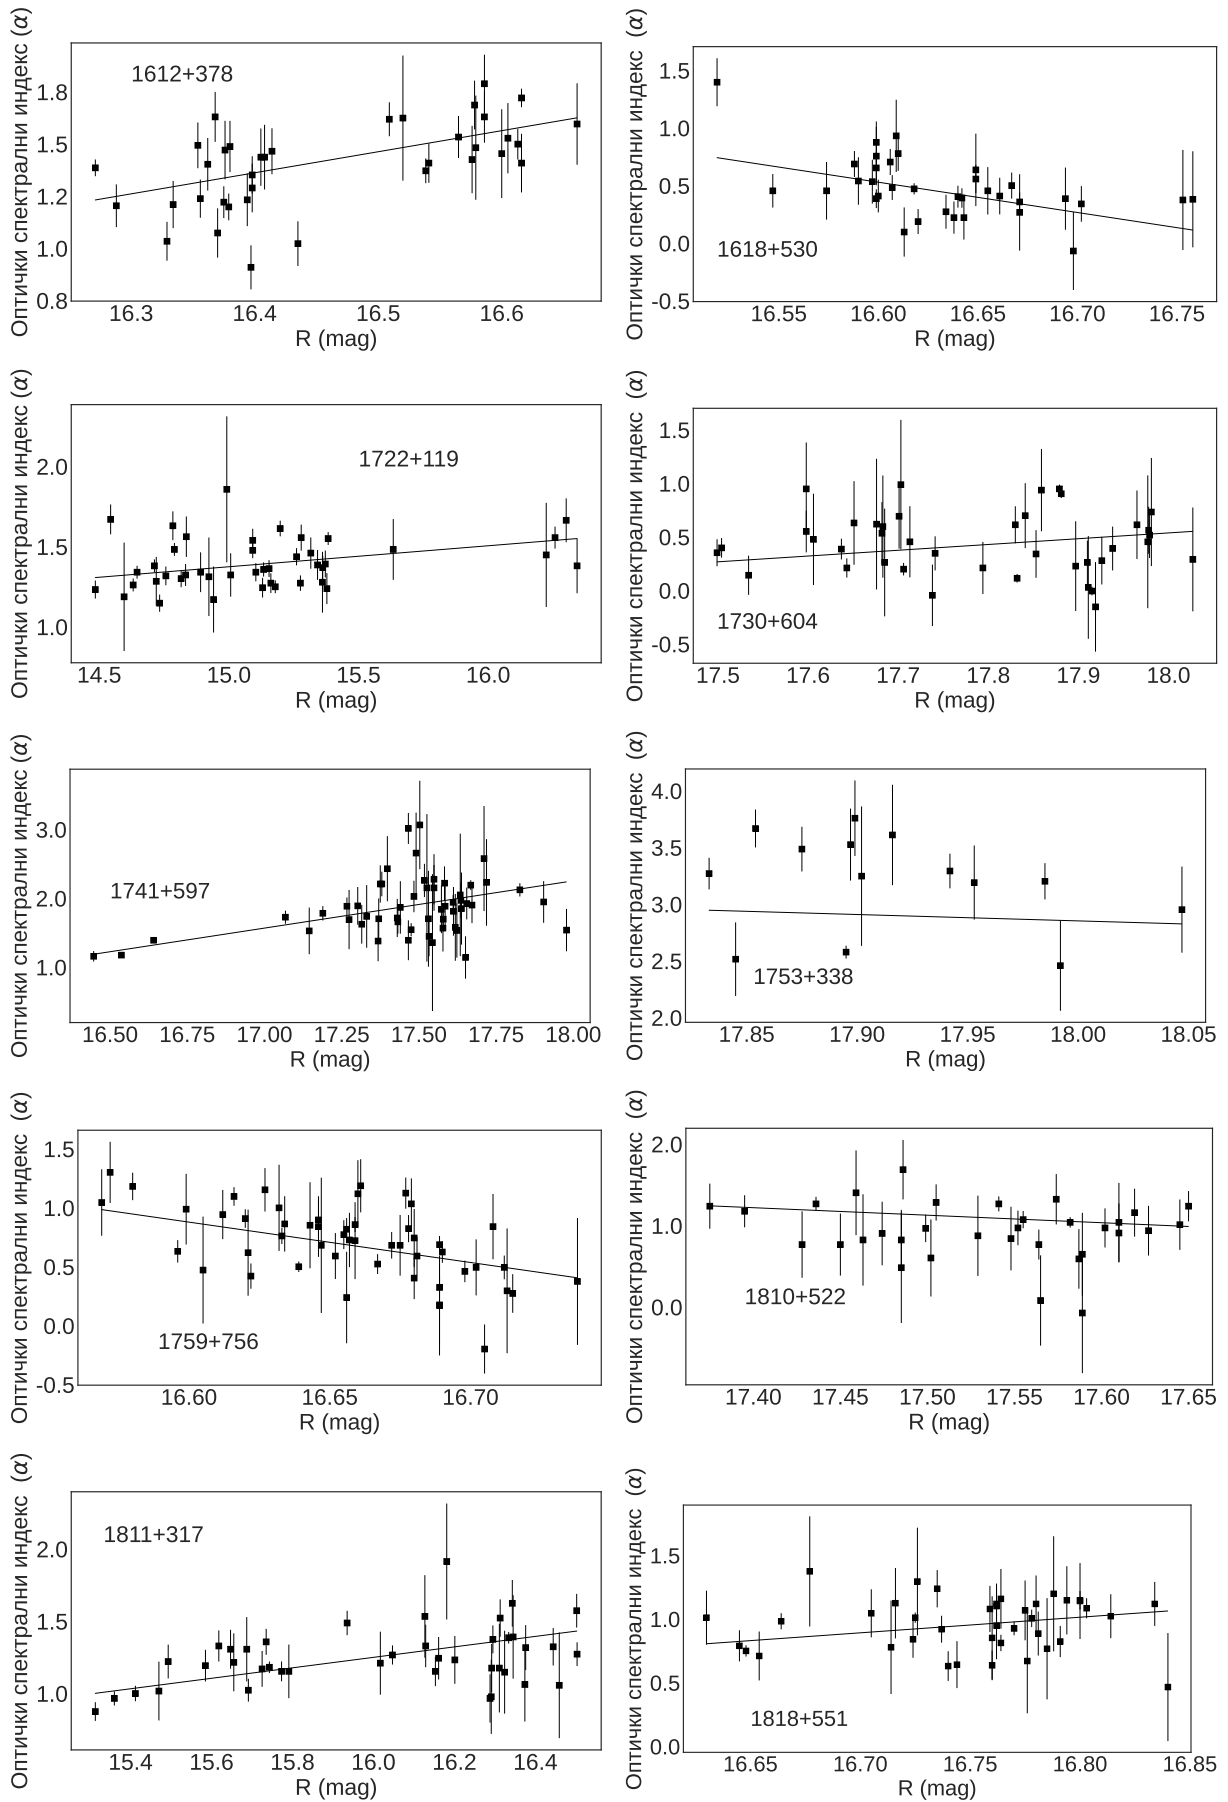 Оптички спектрални индекс (α)
1612+378
1.8
1.5
1.2
1.0
0.8
16.3 16.4 16.5 16.6
R (mag)
Оптички спектрални индекс (α)
1618+530
1.5
1.0
0.5
0.0
-0.5
16.55 16.60 16.65 16.70 16.75
R (mag)
Оптички спектрални индекс (α)
1722+119
2.0
1.5
1.0
14.5 15.0 15.5 16.0
R (mag)
Оптички спектрални индекс (α)
1730+604
1.5
1.0
0.5
0.0
-0.5
17.5 17.6 17.7 17.8 17.9 18.0
R (mag)
Оптички спектрални индекс (α)
1741+597
3.0
2.0
1.0
16.50 16.75 17.00 17.25 17.50 17.75 18.00
R (mag)
Оптички спектрални индекс (α)
1753+338
4.0
3.5
3.0
2.5
2.0
17.85 17.90 17.95 18.00 18.05
R (mag)
Оптички спектрални индекс (α)
1759+756
1.5
1.0
0.5
0.0
-0.5
16.60 16.65 16.70
R (mag)
Оптички спектрални индекс (α)
1810+522
2.0
1.0
0.0
17.40 17.45 17.50 17.55 17.60 17.65
R (mag)
Оптички спектрални индекс (α)
1811+317
2.0
1.5
1.0
15.4 15.6 15.8 16.0 16.2 16.4
R (mag)
Оптички спектрални индекс (α)
1818+551
1.5
1.0
0.5
0.0
16.65 16.70 16.75 16.80 16.85
R (mag)